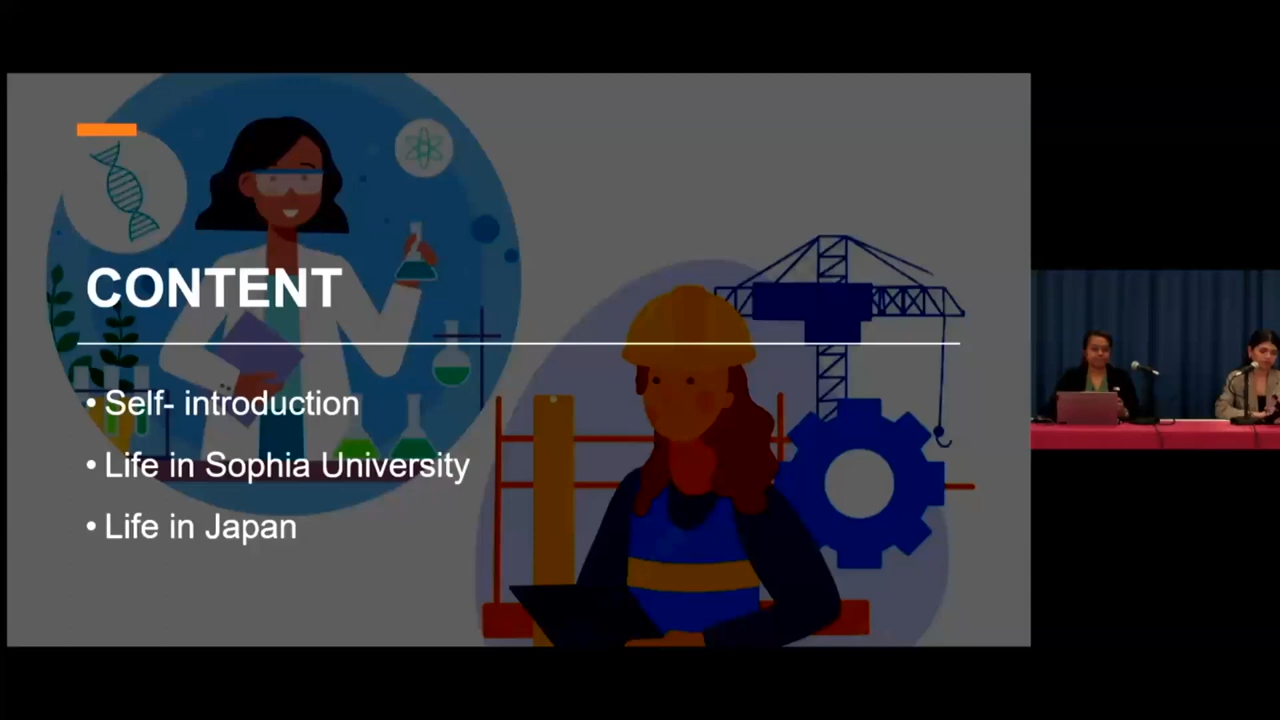 CONTENT
• Self- introduction
• Life in Sophia University
• Life in Japan